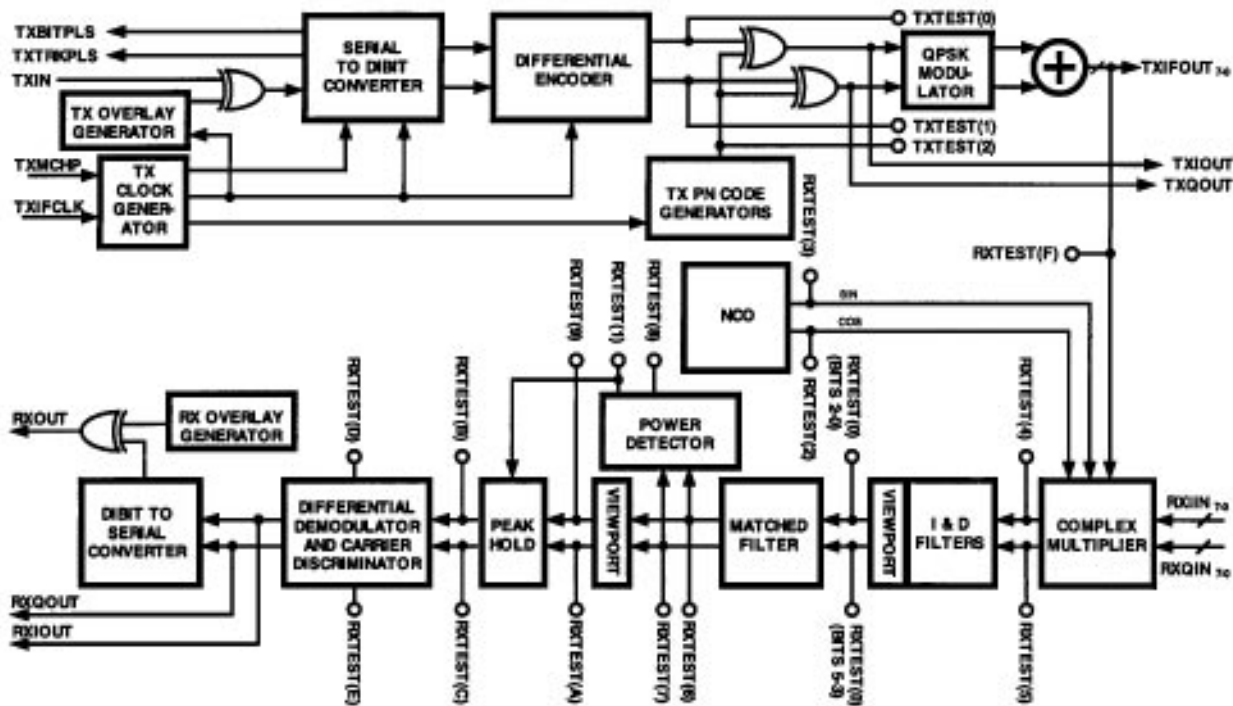 TXBITPLS
TXTRKPLS
TXIN
TX OVERLAY
GENERATOR
TXMCHP
TXIFCLK
TX
CLOCK
GENER-
ATOR
SERIAL
TO DIBIT
CONVERTER
DIFFERENTIAL
ENCODER
TXTEST(0)
TXTEST(1)
TXTEST(2)
TX PN CODE
GENERATORS
QPSK
MODU-
LATOR
+
TXIFOUT 7-0
TXIOUT
TXQOUT
RXTEST(F)
RXTEST(3)
NCO
SIN
COS
RXTEST(2)
RXTEST(9)
RXTEST(1)
RXTEST(8)
RXTEST(D)
RXTEST(B)
POWER
DETECTOR
RXTEST(0)
(BITS 2-0)
RXTEST(4)
RXOUT
RX OVERLAY
GENERATOR
DIBIT TO
SERIAL
CONVERTER
DIFFERENTIAL
DEMODULATOR
AND CARRIER
DISCRIMINATOR
PEAK
HOLD
VIEWPORT
MATCHED
FILTER
VIEWPORT
I & D
FILTERS
COMPLEX
MULTIPLIER
RXIIN 7-0
RXQIN 7-0
RXQOUT
RXIOUT
RXTEST(E)
RXTEST(C)
RXTEST(A)
RXTEST(7)
RXTEST(6)
RXTEST(0)
(BITS 5-3)
RXTEST(5)